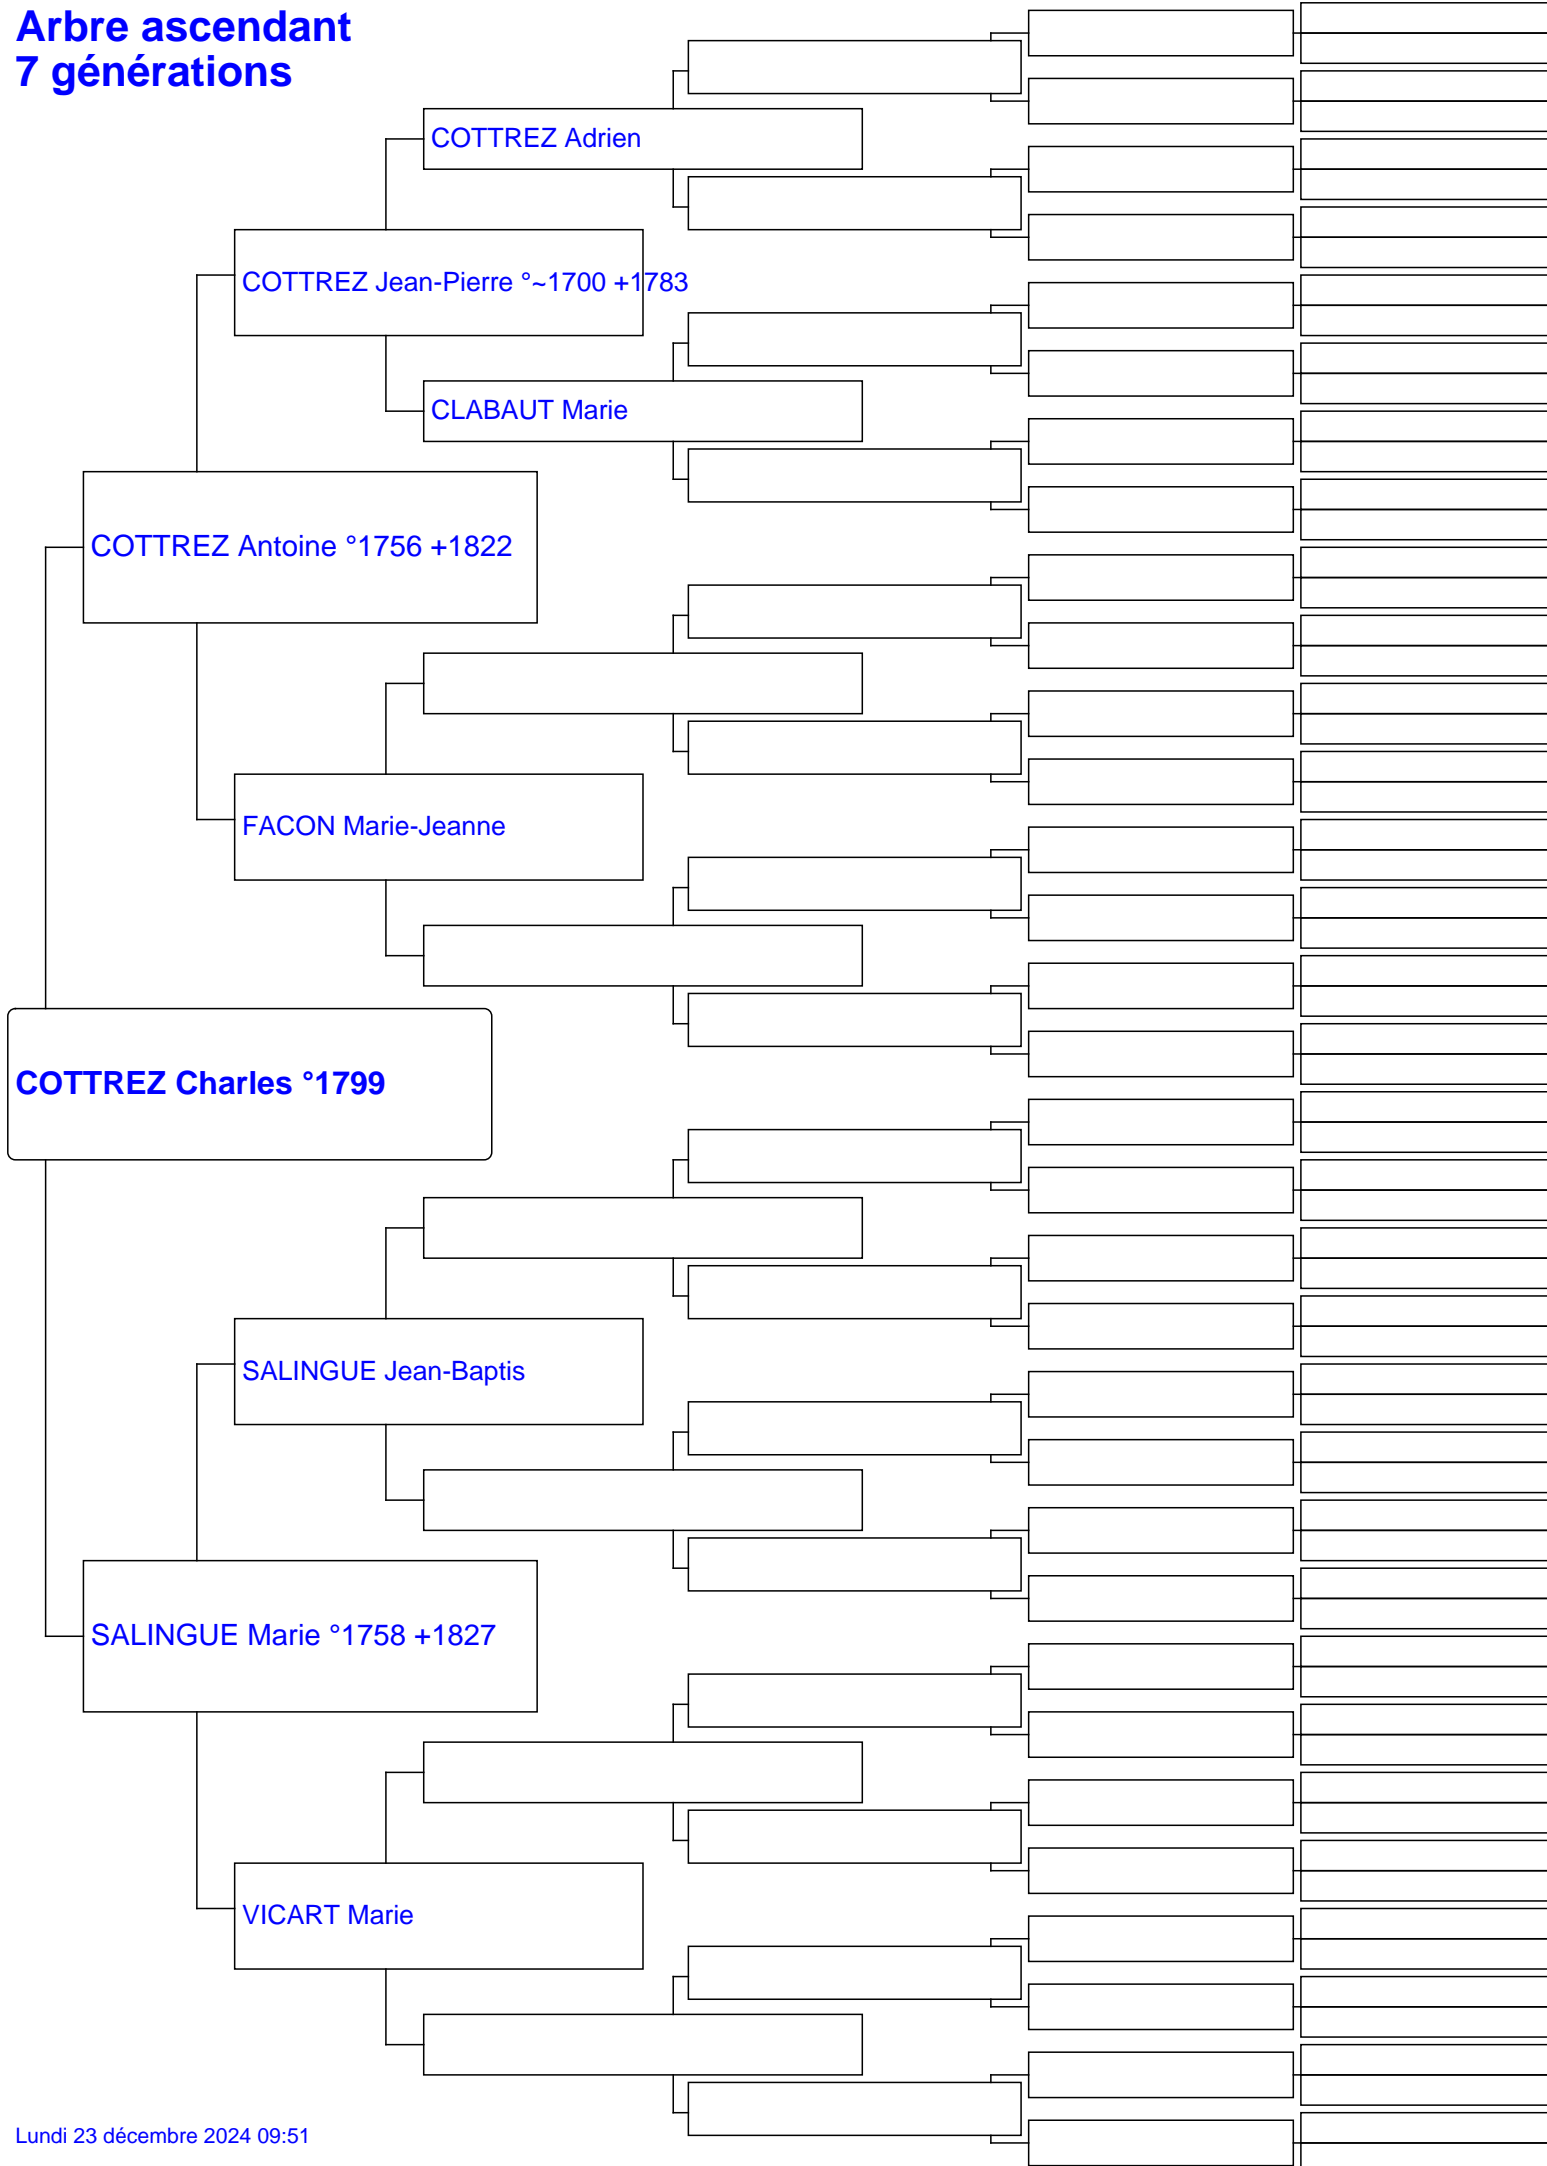 Arbre ascendant
7 générations
COTTREZ Adrien
COTTREZ Jean-Pierre °~1700 +1783
CLABAUT Marie
COTTREZ Antoine °1756 +1822
FACON Marie-Jeanne
COTTREZ Charles °1799
SALINGUE Jean-Baptis
SALINGUE Marie °1758 +1827
VICART Marie
Lundi 23 décembre 2024 09:51